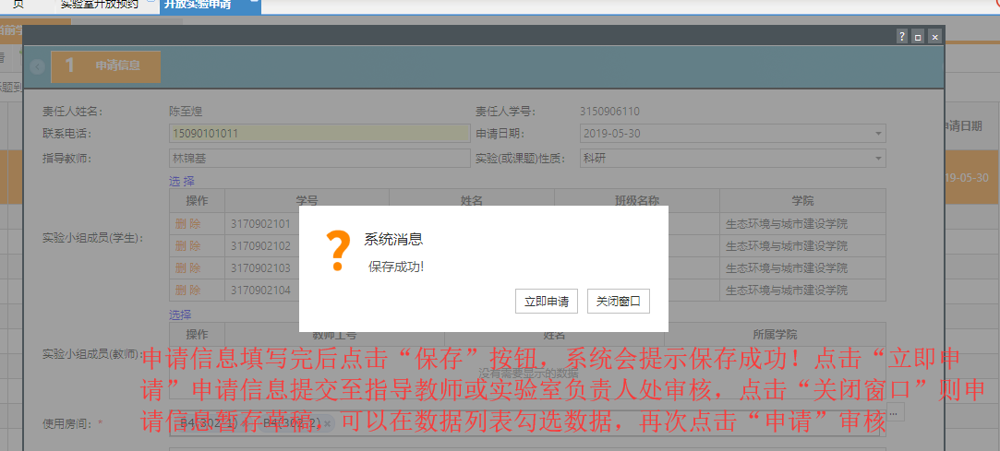 页 实验室开放预约 开放实验申请
? □ ×
1 申请信息
责任人姓名: 陈至煌 责任人学号: 3150906110
联系电话: 15090101011 申请日期: 2019-05-30
申请日期
指导教师: 林锦基 实验(或课题)性质: 科研
19-05-30
选 择
操作 学号 姓名 班级名称 学院
删 除 3170902101 生态环境与城市建设学院
实验小组成员(学生):
删 除 3170902102 生态环境与城市建设学院
删 除 3170902103 生态环境与城市建设学院
删 除 3170902104 生态环境与城市建设学院
系统消息
保存成功!
立即申请 关闭窗口
选择
操作 教师工号 姓名 所属学院
实验小组成员(教师):
没有需要显示的数据
使用房间: * B4(302-1) × B4(302-2) × ...
申请信息填写完后点击“保存”按钮，系统会提示保存成功！点击“立即申
请”申请信息提交至指导教师或实验室负责人处审核，点击“关闭窗口”则申
请信息暂存草稿，可以在数据列表勾选数据，再次点击“申请”审核